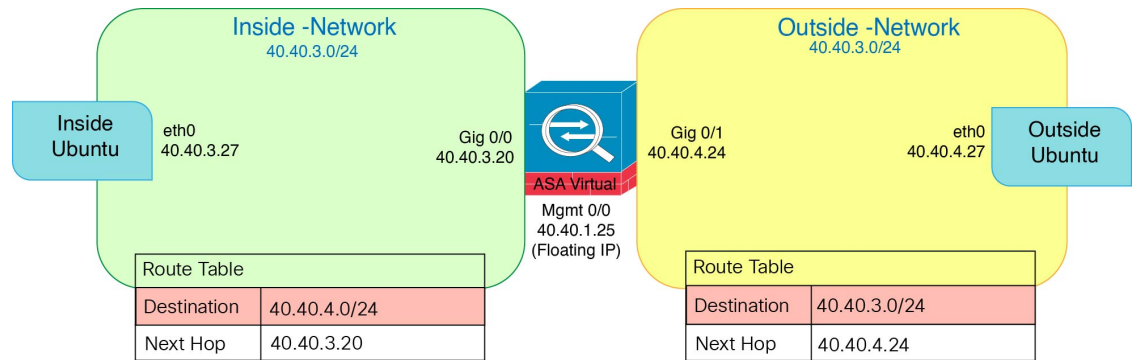 Inside -Network
40.40.3.0/24
Outside -Network
40.40.3.0/24
Inside
Ubuntu
eth0
40.40.3.27
Gig 0/0
40.40.3.20
ASA Virtual
Mgmt 0/0
40.40.1.25
(Floating IP)
Gig 0/1
40.40.4.24
eth0
40.40.4.27
Outside
Ubuntu
Route Table
Destination 40.40.4.0/24
Next Hop 40.40.3.20
Route Table
Destination 40.40.3.0/24
Next Hop 40.40.4.24